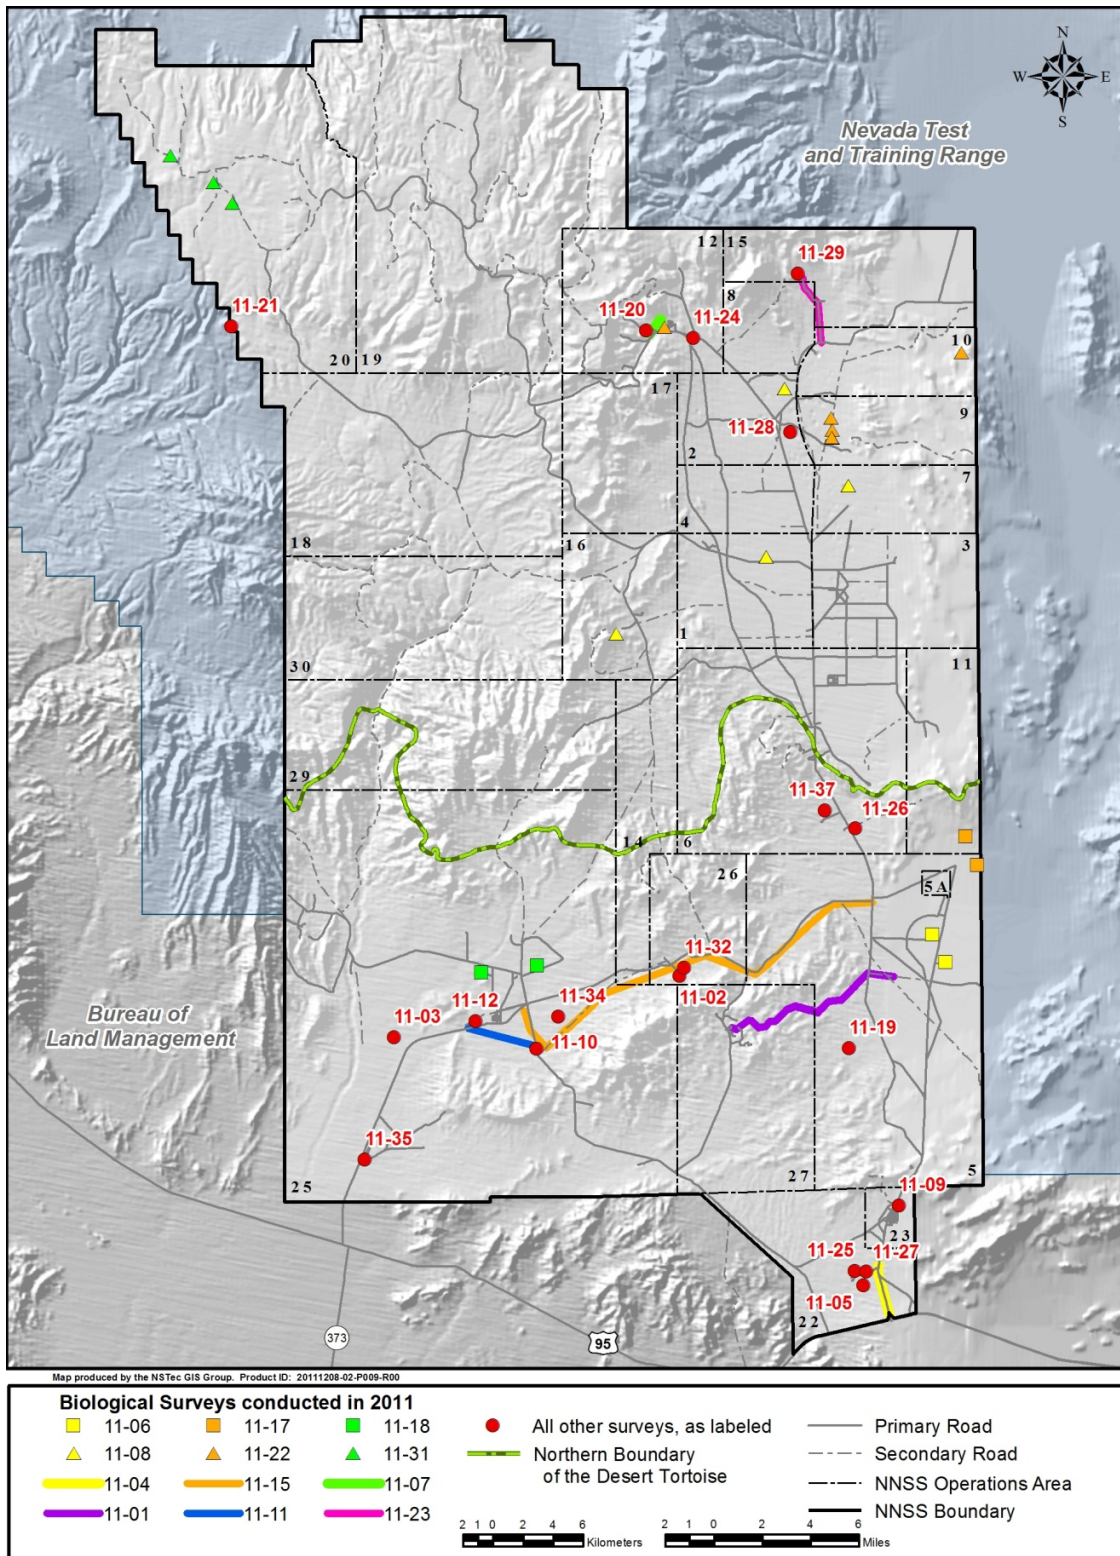 N
W E
S
Nevada Test
and Training Range
12 15
11-29
8
11-20
11-24
11-21
10
20 19
17
9
11-28
2
7
4
18
16
3
1
30
11
29
11-37
11-26
14
6
26
5A
11-32
11-02
11-12
11-34
11-03
11-10
11-19
Bureau of
Land Management
11-35
25
27
5
11-09
23
11-25 11-27
11-05
22
373
95
Map produced by the NSTec GIS Group. Product ID: 20111208-02-P009-R00
Biological Surveys conducted in 2011
11-06 11-17 11-18
11-08 11-22 11-31
11-04 11-15 11-07
11-01 11-11 11-23
All other surveys, as labeled
Northern Boundary
of the Desert Tortoise
Primary Road
Secondary Road
NNSS Operations Area
NNSS Boundary
2 1 0 2 4 6
Kilometers
2 1 0 2 4 6
Miles